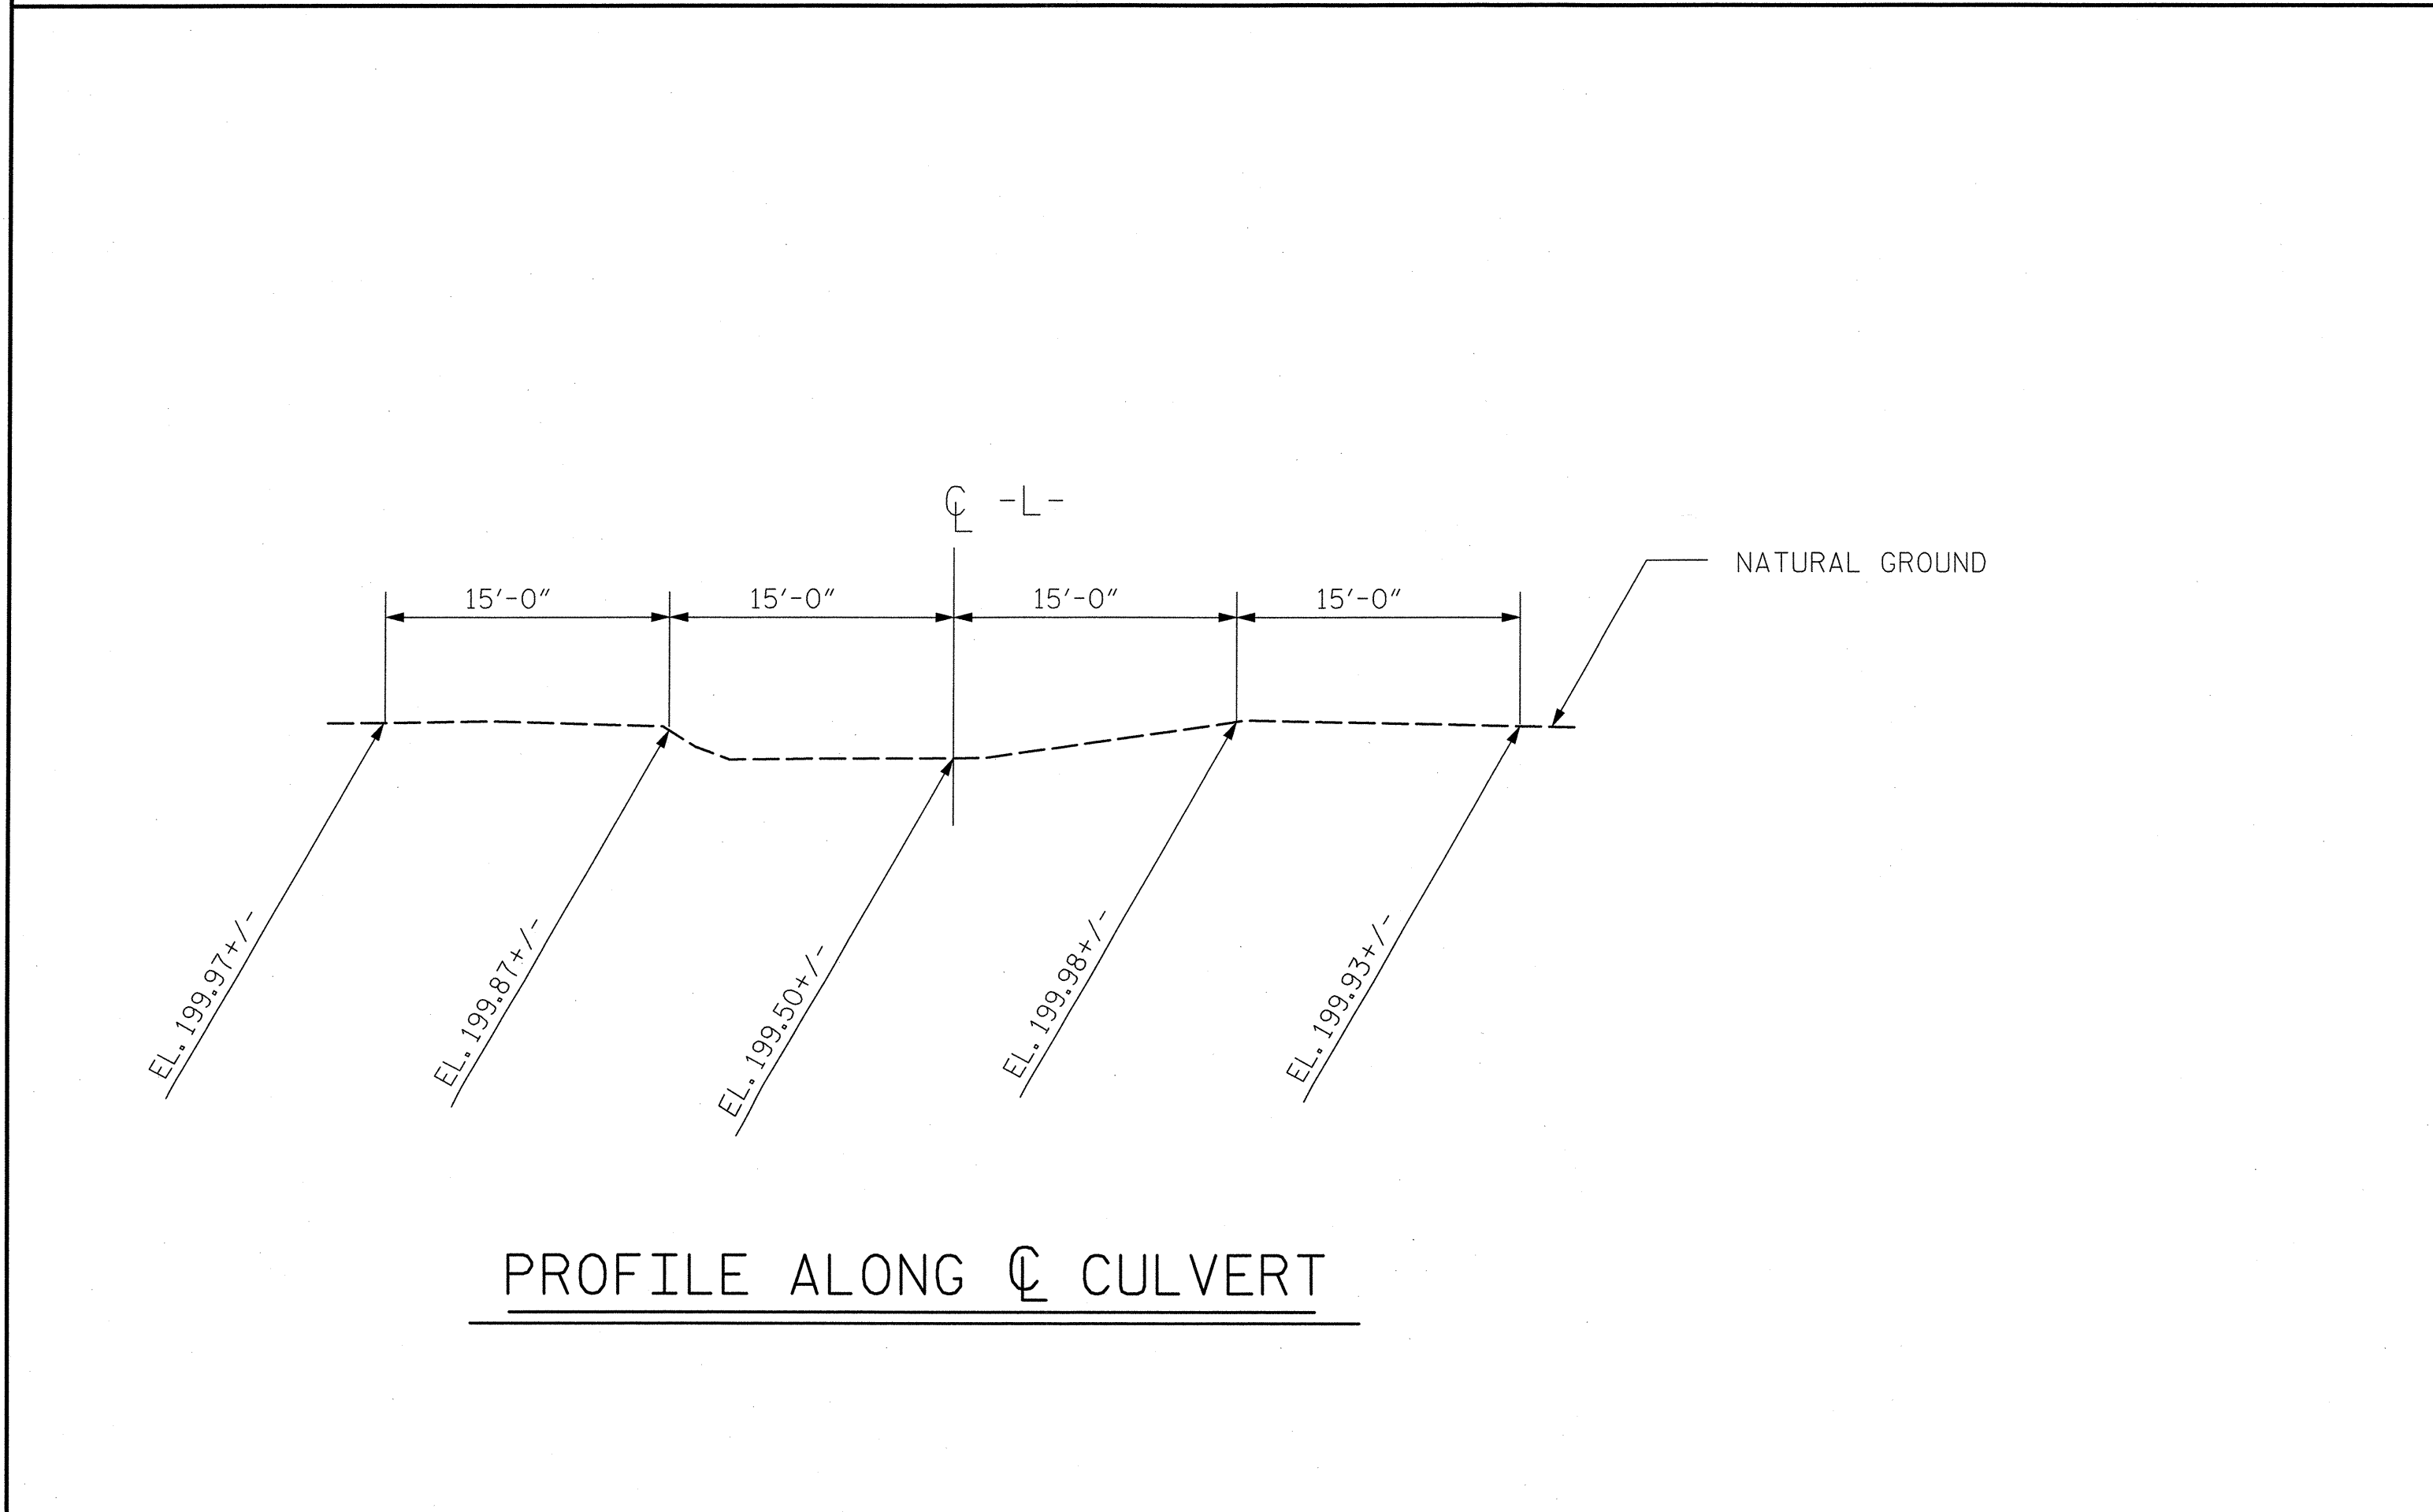 ℄ -L-
NATURAL GROUND
15'-0" 15'-0" 15'-0" 15'-0"
EL. 199.97+/-
EL. 199.87+/-
EL. 199.50+/-
EL. 199.98+/-
EL. 199.93+/-
PROFILE ALONG ℄ CULVERT